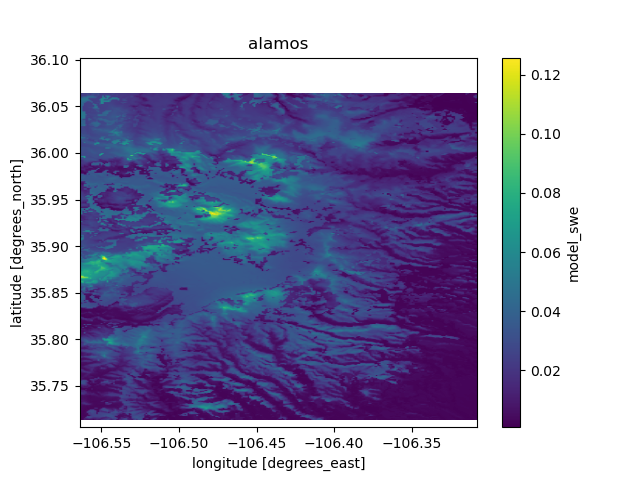 alamos
36.10
36.05
36.00
35.95
35.90
35.85
35.80
35.75
latitude [degrees_north]
−106.55 −106.50 −106.45 −106.40 −106.35
longitude [degrees_east]
0.12
0.10
0.08
0.06
0.04
0.02
model_swe